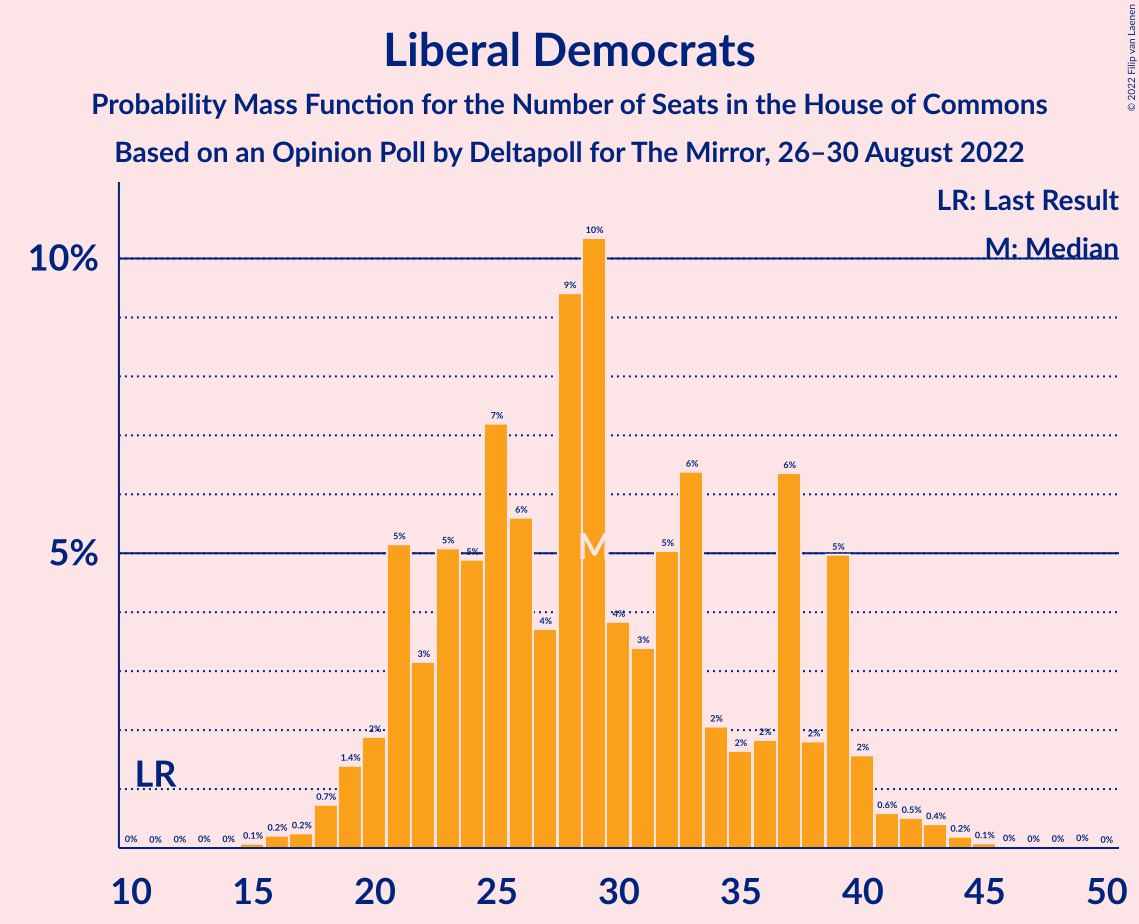 Liberal Democrats
Probability Mass Function for the Number of Seats in the House of Commons
Based on an Opinion Poll by Deltapoll for The Mirror, 26–30 August 2022
© 2022 Filip van Laenen
LR: Last Result
M: Median
10%
5%
LR
M
0% 0% 0% 0% 0% 0.1% 0.2% 0.2% 0.7% 1.4% 2% 5% 3% 5% 5% 7% 6% 4% 9% 10% 4% 3% 5% 6% 2% 2% 2% 6% 2% 5% 2% 0.6% 0.5% 0.4% 0.2% 0.1% 0% 0% 0% 0% 0%
10 15 20 25 30 35 40 45 50